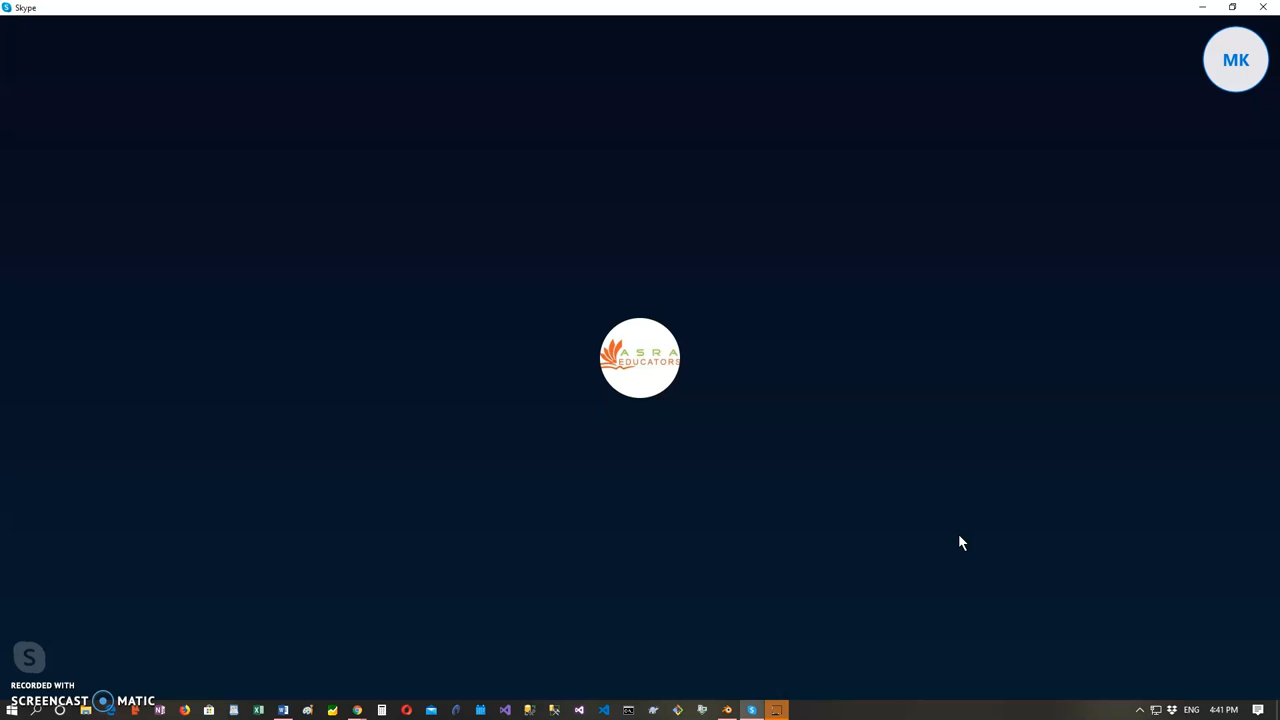 Skype
MK
ASRA
EDUCATORS
S
RECORDED WITH
SCREENCAST MATIC
ENG
4:41 PM